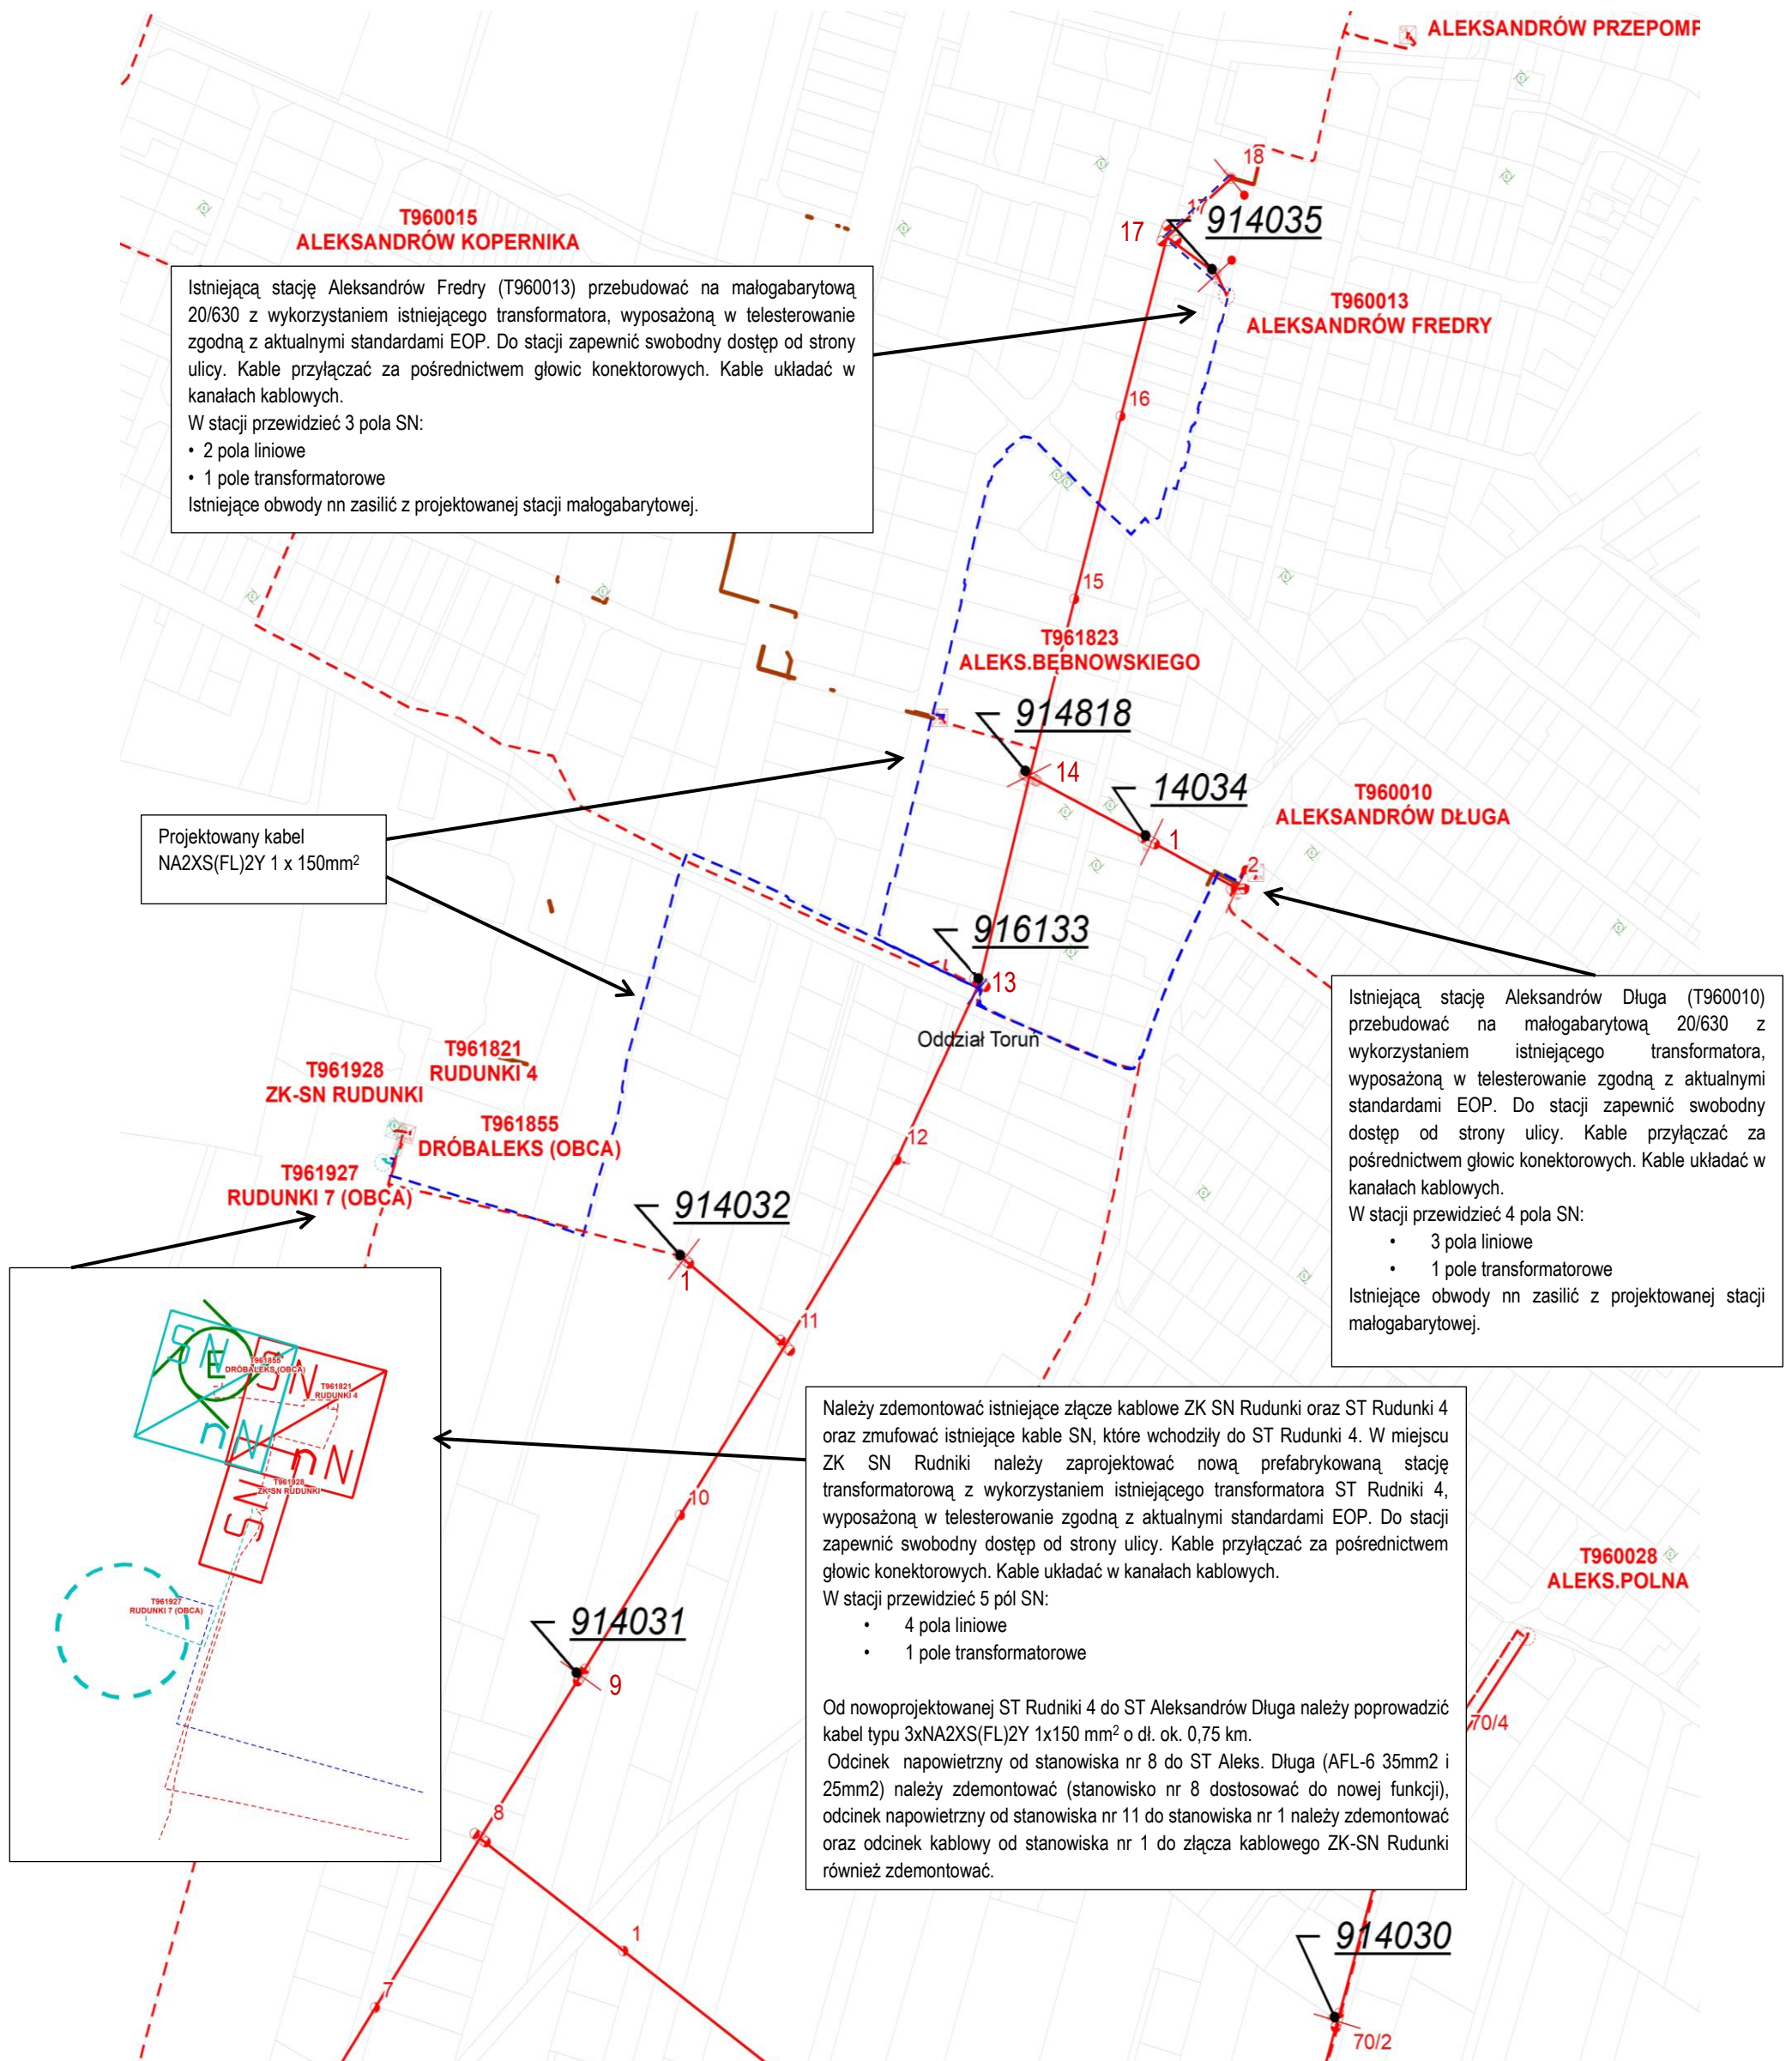 ALEKSANDRÓW PRZEPOMP
18
17
914035
17
T960015
ALEKSANDRÓW KOPERNIKA
Istniejącą stację Aleksandrów Fredry (T960013) przebudować na małogabarytową
20/630 z wykorzystaniem istniejącego transformatora, wyposażoną w telesterowanie
zgodną z aktualnymi standardami EOP. Do stacji zapewnić swobodny dostęp od strony
ulicy. Kable przyłączać za pośrednictwem głowic konektorowych. Kable układać w
kanałach kablowych.
W stacji przewidzieć 3 pola SN:
• 2 pola liniowe
• 1 pole transformatorowe
Istniejące obwody nn zasilić z projektowanej stacji małogabarytowej.
T960013
ALEKSANDRÓW FREDRY
16
15
T961823
ALEKS.BĘBNOWSKIEGO
914818
14
14034
1
T960010
ALEKSANDRÓW DŁUGA
2
Projektowany kabel
NA2XS(FL)2Y 1 x 150mm²
916133
13
Oddział Toruń
Istniejącą stację Aleksandrów Długa (T960010)
przebudować na małogabarytową 20/630 z
wykorzystaniem istniejącego transformatora,
wyposażoną w telesterowanie zgodną z aktualnymi
standardami EOP. Do stacji zapewnić swobodny
dostęp od strony ulicy. Kable przyłączać za
pośrednictwem głowic konektorowych. Kable układać w
kanałach kablowych.
W stacji przewidzieć 4 pola SN:
• 3 pola liniowe
• 1 pole transformatorowe
Istniejące obwody nn zasilić z projektowanej stacji
małogabarytowej.
T961821
RUDUNKI 4
T961928
ZK-SN RUDUNKI
T961855
DRÓBALEKS (OBCA)
T961927
RUDUNKI 7 (OBCA)
12
914032
1
11
SN
E
nN
SN
nN
SN
T961855
DRÓBALEKS (OBCA)
T961821
RUDUNKI 4
T961928
ZK-SN RUDUNKI
T961927
RUDUNKI 7 (OBCA)
Należy zdemontować istniejące złącze kablowe ZK SN Rudunki oraz ST Rudunki 4
oraz zmufować istniejące kable SN, które wchodziły do ST Rudunki 4. W miejscu
ZK SN Rudniki należy zaprojektować nową prefabrykowaną stację
transformatorową z wykorzystaniem istniejącego transformatora ST Rudniki 4,
wyposażoną w telesterowanie zgodną z aktualnymi standardami EOP. Do stacji
zapewnić swobodny dostęp od strony ulicy. Kable przyłączać za pośrednictwem
głowic konektorowych. Kable układać w kanałach kablowych.
W stacji przewidzieć 5 pól SN:
• 4 pola liniowe
• 1 pole transformatorowe
Od nowoprojektowanej ST Rudniki 4 do ST Aleksandrów Długa należy poprowadzić
kabel typu 3xNA2XS(FL)2Y 1x150 mm² o dł. ok. 0,75 km.
Odcinek napowietrzny od stanowiska nr 8 do ST Aleks. Długa (AFL-6 35mm2 i
25mm2) należy zdemontować (stanowisko nr 8 dostosować do nowej funkcji),
odcinek napowietrzny od stanowiska nr 11 do stanowiska nr 1 należy zdemontować
oraz odcinek kablowy od stanowiska nr 1 do złącza kablowego ZK-SN Rudunki
również zdemontować.
10
914031
9
T960028
ALEKS.POLNA
70/4
8
1
7
914030
70/2